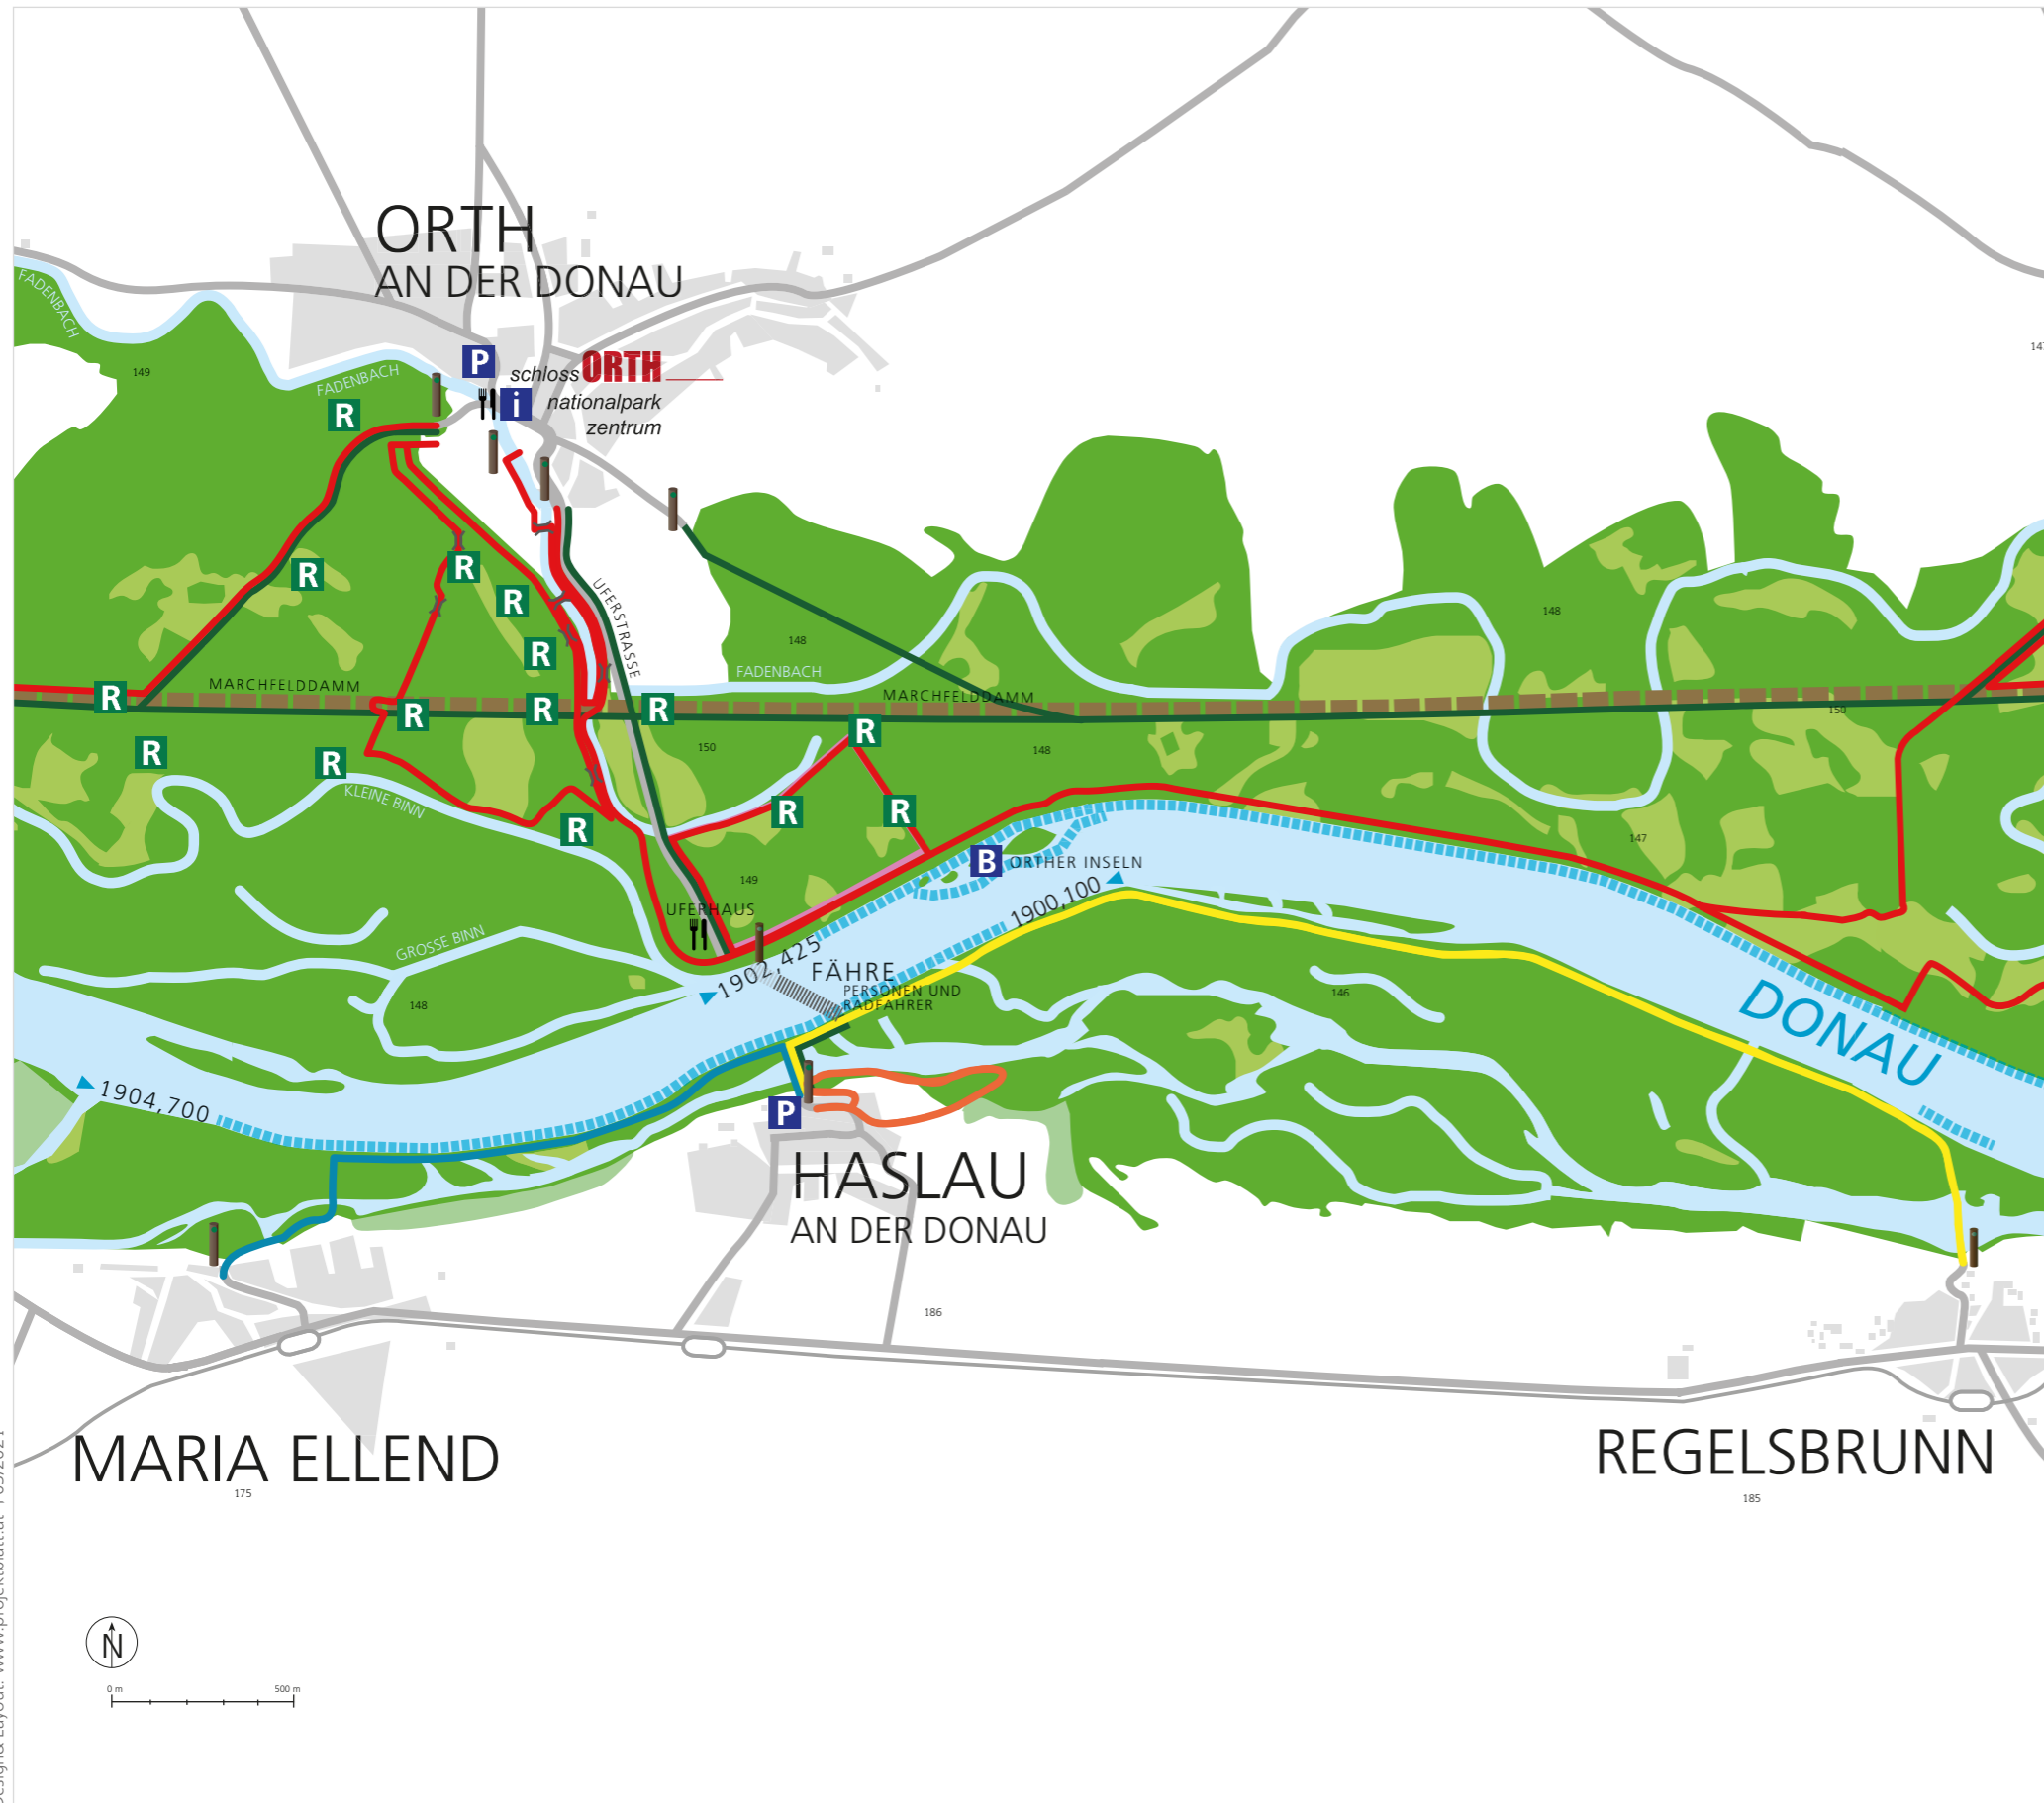 ORTH
AN DER DONAU
FADENBACH
149
FADENBACH
P
schloss ORTH
i
nationalpark
zentrum
147
R
R
R
R
R
UFERSTRASSE
148
148
FADENBACH
MARCHFELDDAMM
MARCHFELDDAMM
R
R
R
R
150
R
150
148
R
R
KLEINE BINN
R
R
R
147
B
ORTHER INSELN
149
1900,100
UFERHAUS
GROSSE BINN
1902,425
FÄHRE
PERSONEN UND
RADFAHRER
146
148
DONAU
1904,700
P
HASLAU
AN DER DONAU
186
MARIA ELLEND
175
REGELSBRUNN
185
N
0 m
500 m